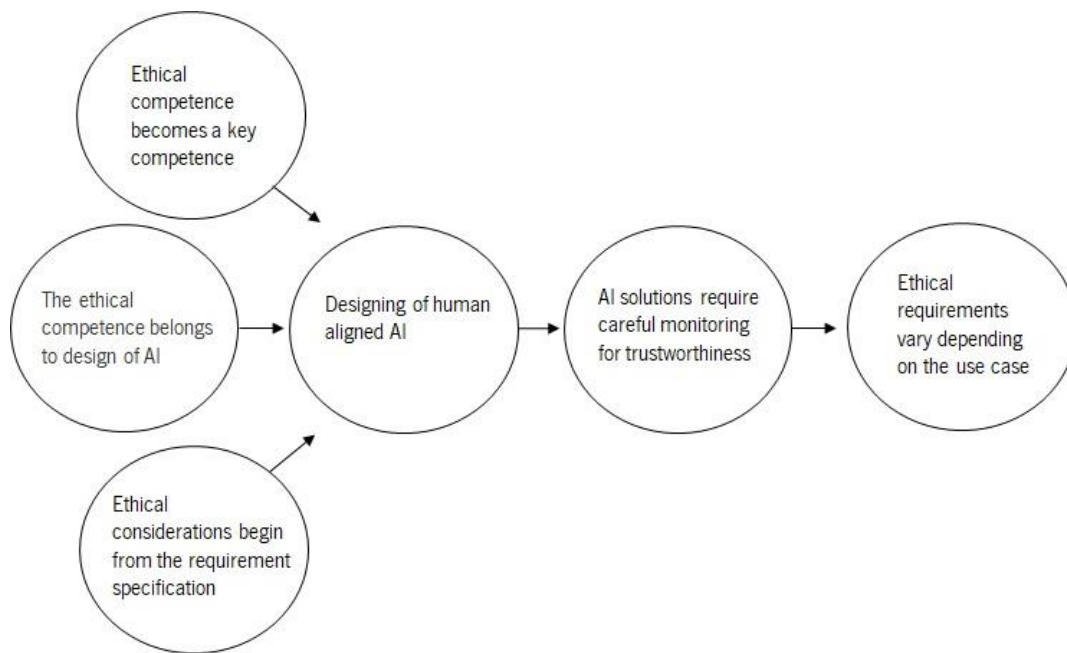 Ethical
competence
becomes a key
competence
The ethical
competence belongs
to design of AI
Ethical
considerations begin
from the requirement
specification
Designing of human
aligned AI
AI solutions require
careful monitoring
for trustworthiness
Ethical
requirements
vary depending
on the use case